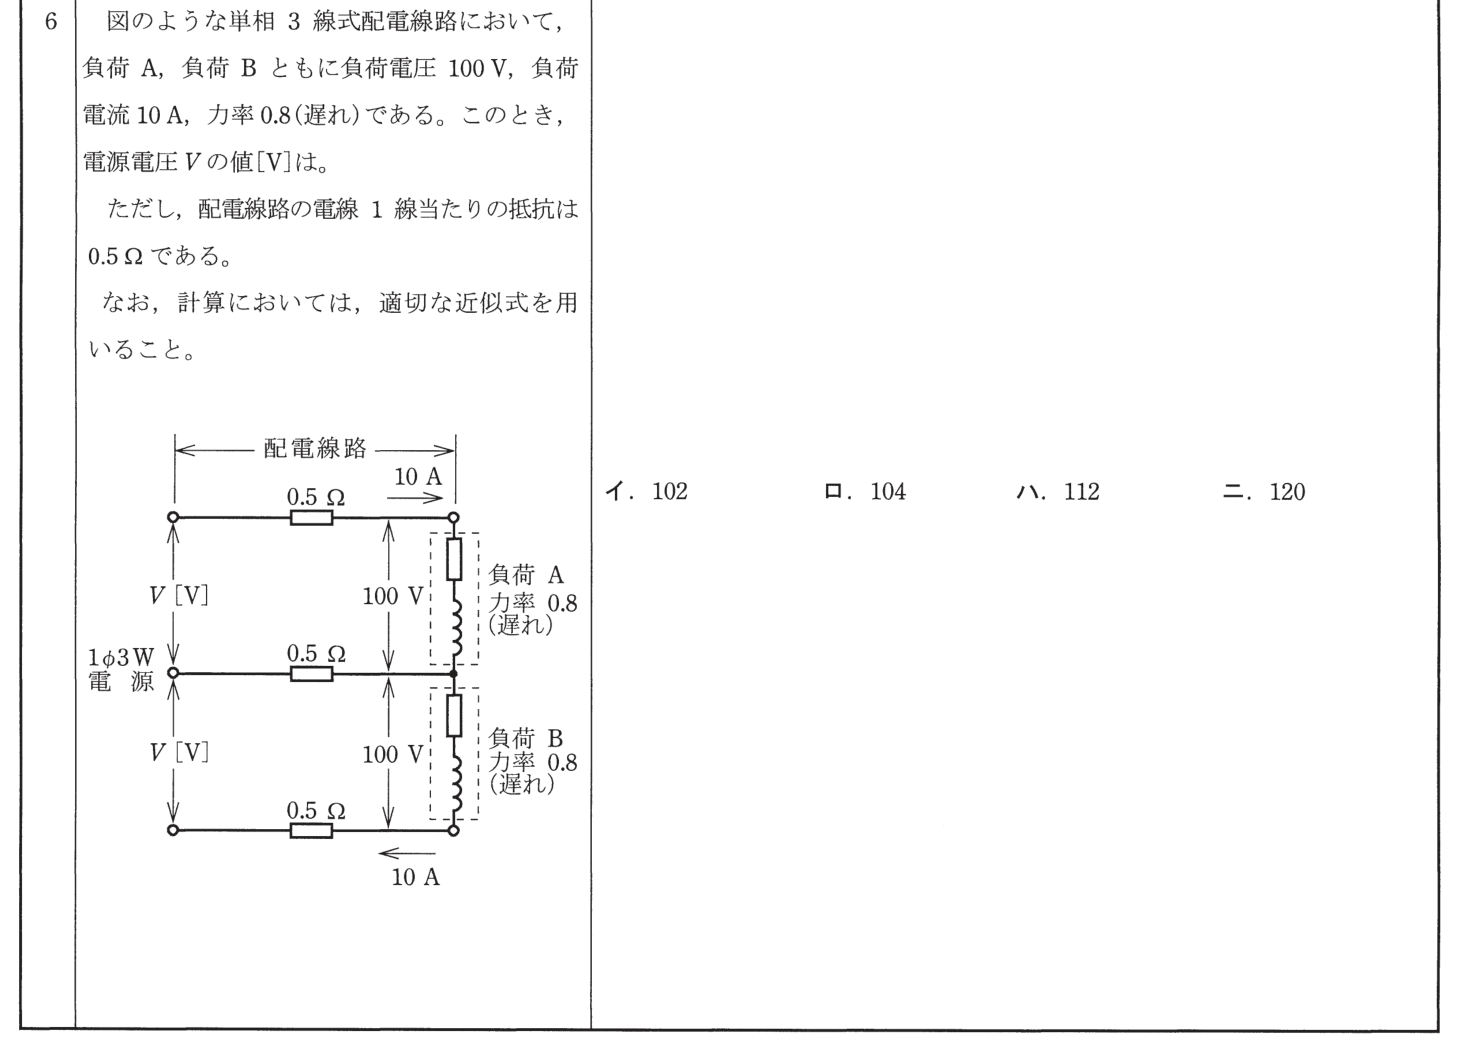 6 図のような単相 3 線式配電線路において，
負荷 A，負荷 B ともに負荷電圧 100 V，負荷
電流 10 A，力率 0.8(遅れ)である。このとき，
電源電圧 V の値[V]は。
ただし，配電線路の電線 1 線当たりの抵抗は
0.5 Ω である。
なお，計算においては，適切な近似式を用
いること。
配電線路
10 A
0.5 Ω
V [V]
100 V
負荷 A
力率 0.8
(遅れ)
1φ3W
電 源
0.5 Ω
V [V]
100 V
負荷 B
力率 0.8
(遅れ)
0.5 Ω
10 A
イ．102 ロ．104 ハ．112 ニ．120